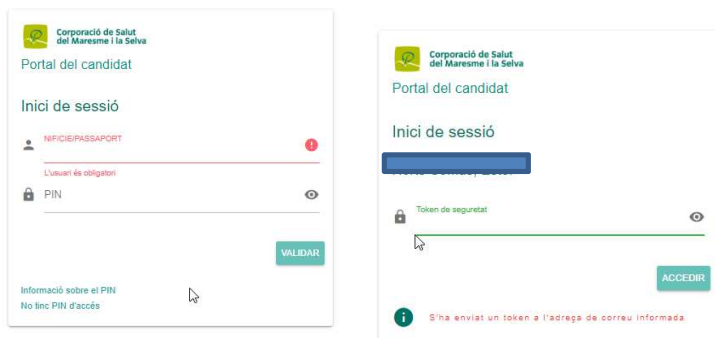 Corporació de Salut
del Maresme i la Selva
Portal del candidat
Inici de sessió
NIF/CIE/PASSAPORT
L'usuari és obligatori
PIN
VALIDAR
Informació sobre el PIN
No tinc PIN d'accés
Corporació de Salut
del Maresme i la Selva
Portal del candidat
Inici de sessió
Token de seguretat
ACCEDIR
S'ha enviat un token a l'adreça de correu informada